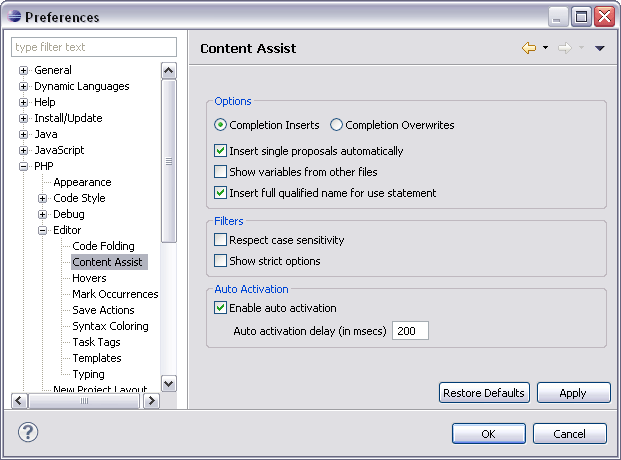 Preferences
type filter text
General
Dynamic Languages
Help
Install/Update
Java
JavaScript
PHP
Appearance
Code Style
Debug
Editor
Code Folding
Content Assist
Hovers
Mark Occurrences
Save Actions
Syntax Coloring
Task Tags
Templates
Typing
New Project Layout
Content Assist
Options
Completion Inserts
Completion Overwrites
Insert single proposals automatically
Show variables from other files
Insert full qualified name for use statement
Filters
Respect case sensitivity
Show strict options
Auto Activation
Enable auto activation
Auto activation delay (in msecs) 200
Restore Defaults
Apply
?
OK
Cancel